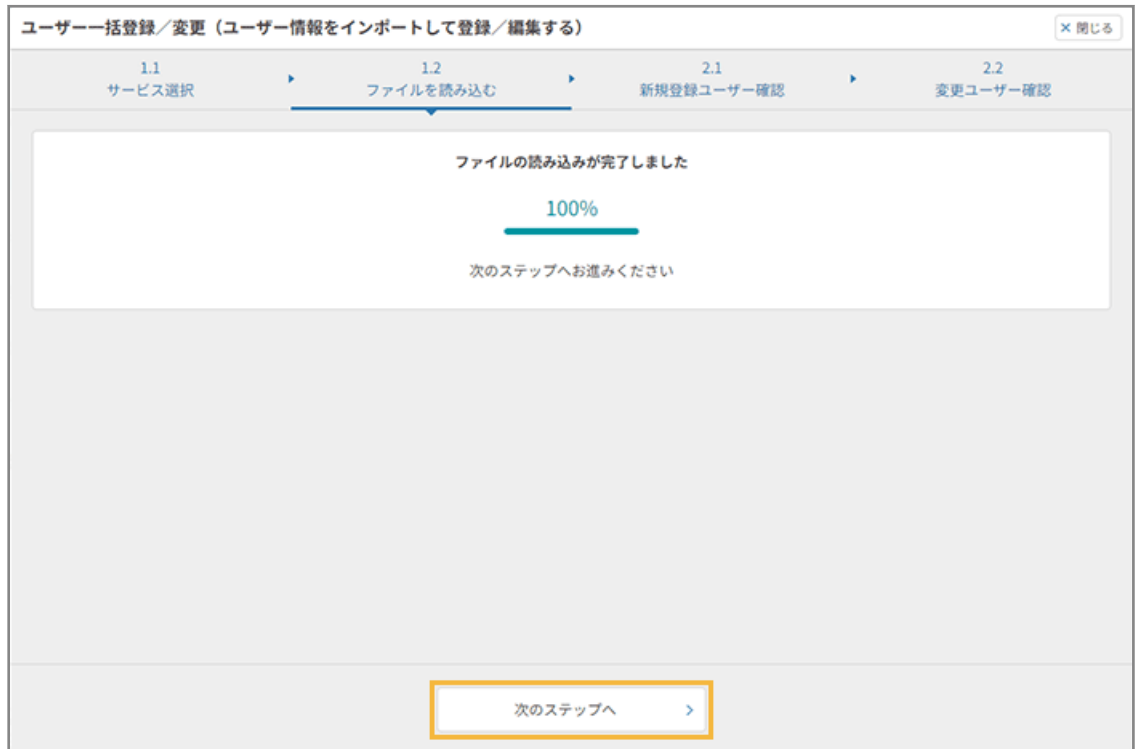 ユーザー一括登録／変更（ユーザー情報をインポートして登録／編集する）
× 閉じる
1.1
サービス選択
1.2
ファイルを読み込む
2.1
新規登録ユーザー確認
2.2
変更ユーザー確認
ファイルの読み込みが完了しました
100%
次のステップへお進みください
次のステップへ